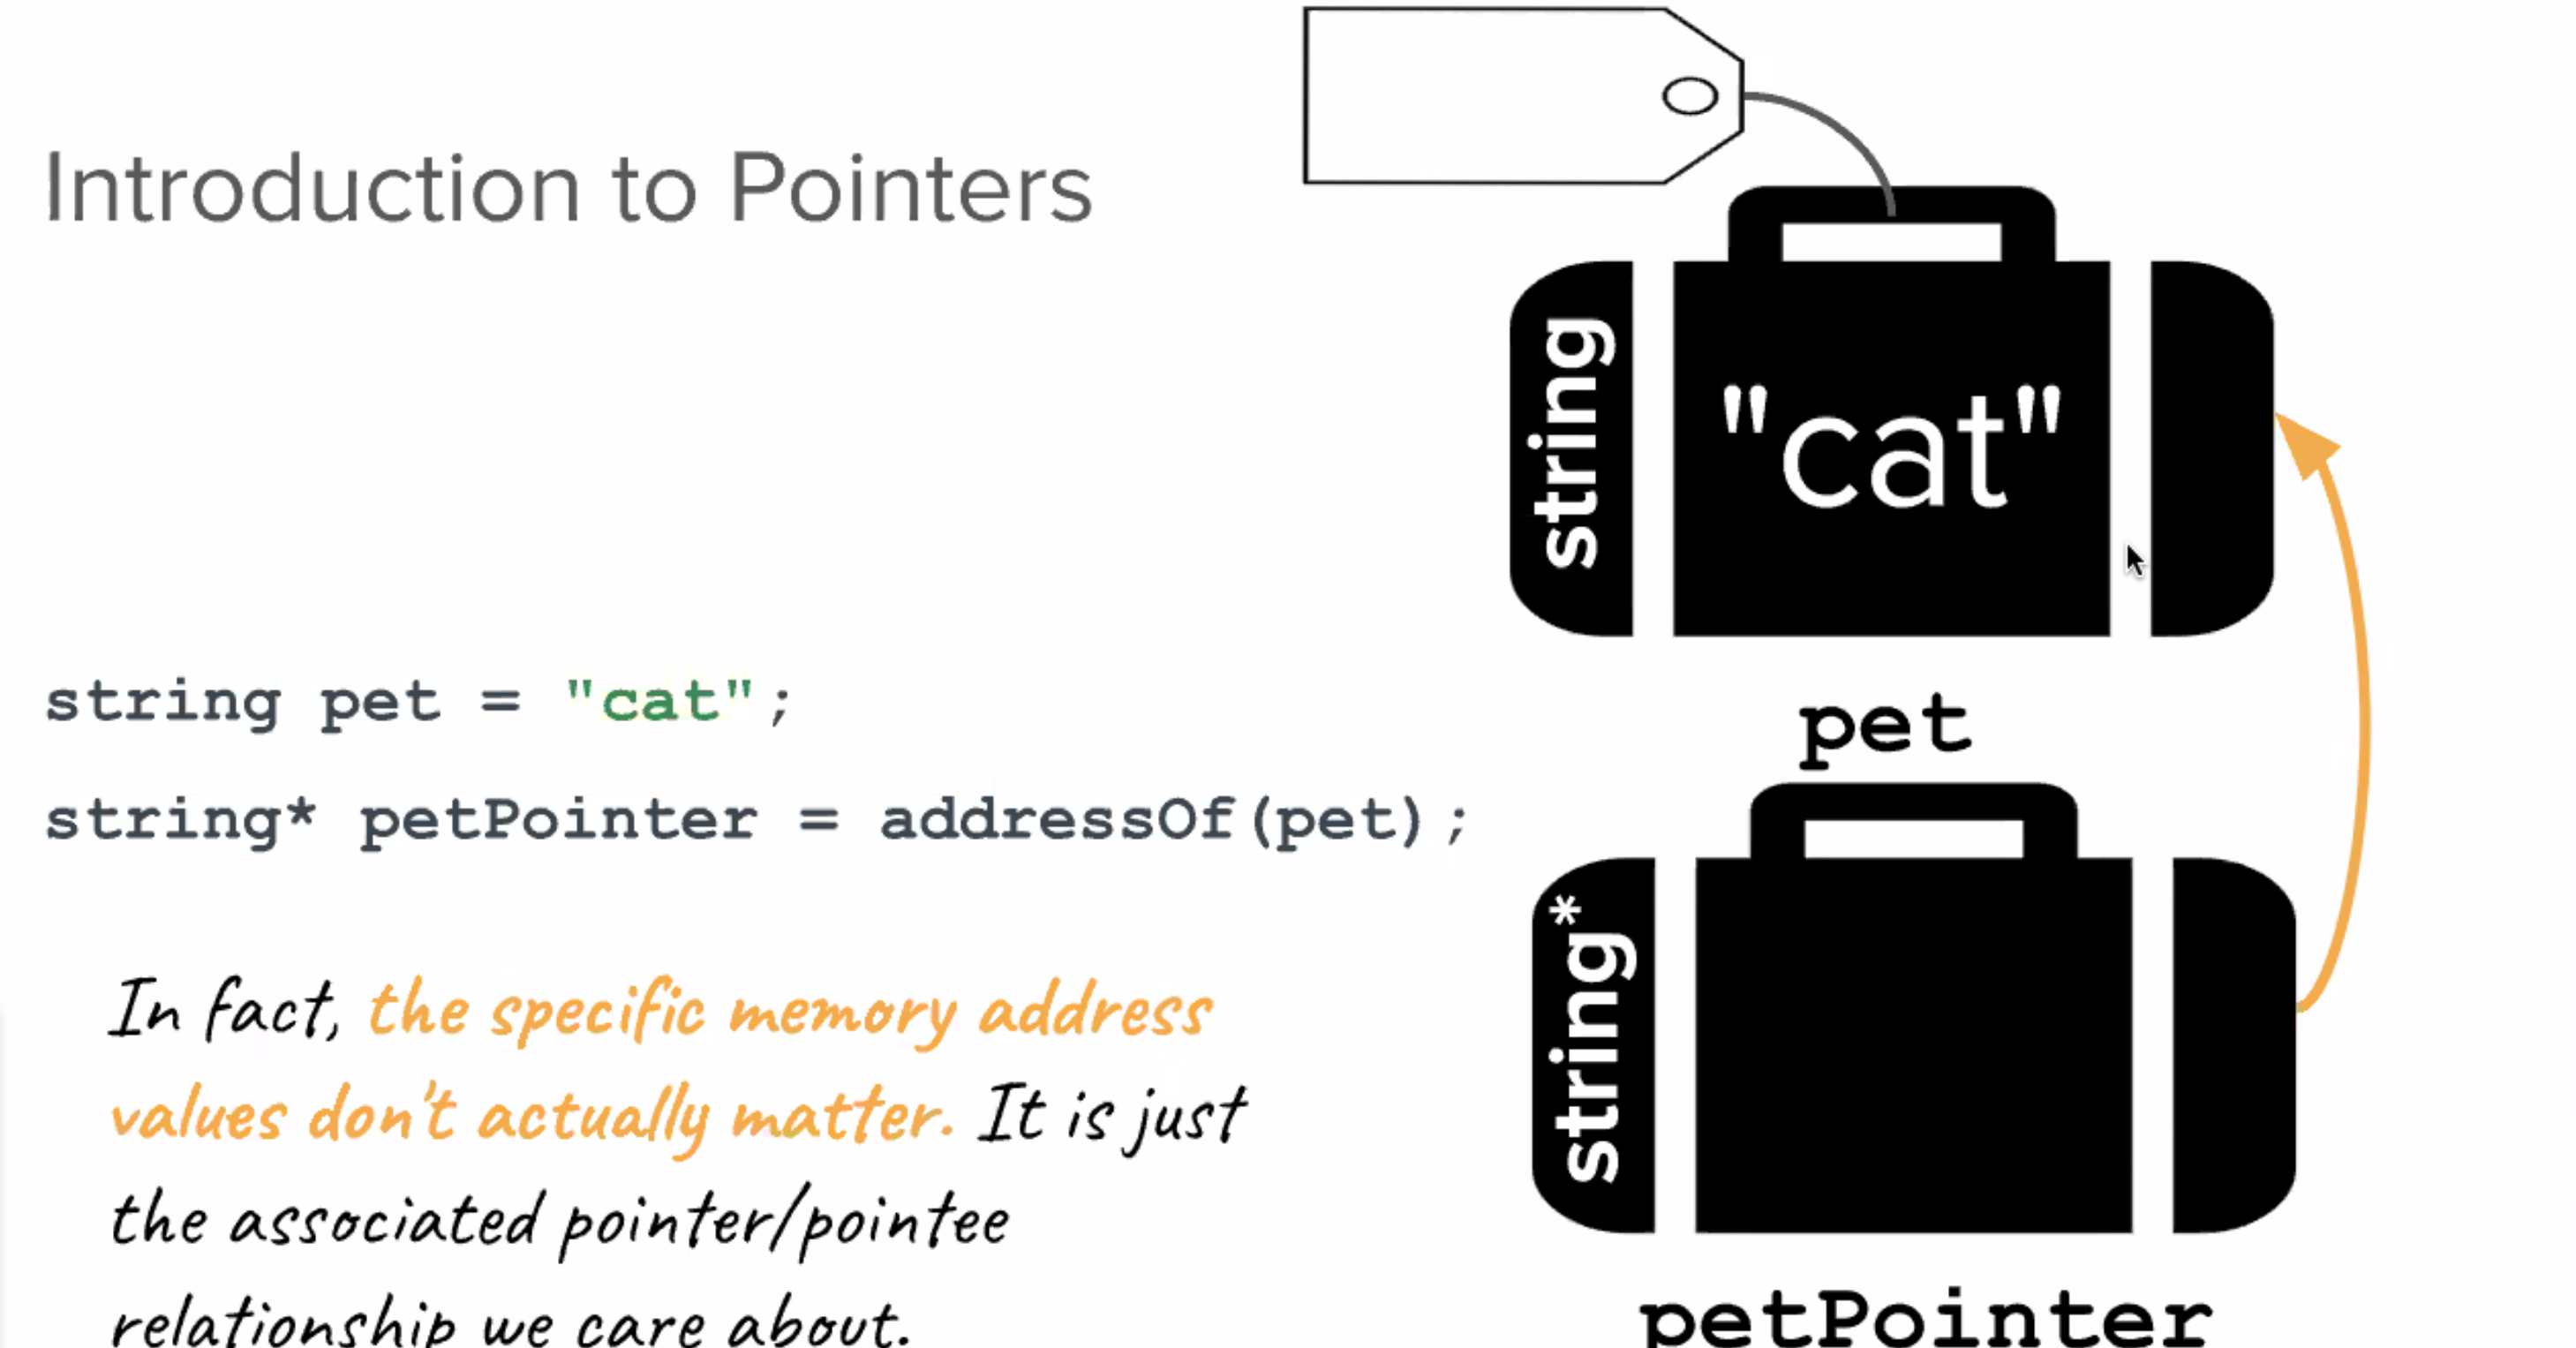 Introduction to Pointers
string
"cat"
pet
string pet = "cat";
string* petPointer = addressOf(pet);
string*
petPointer
In fact, the specific memory address
values don't actually matter. It is just
the associated pointer/pointee
relationship we care about.